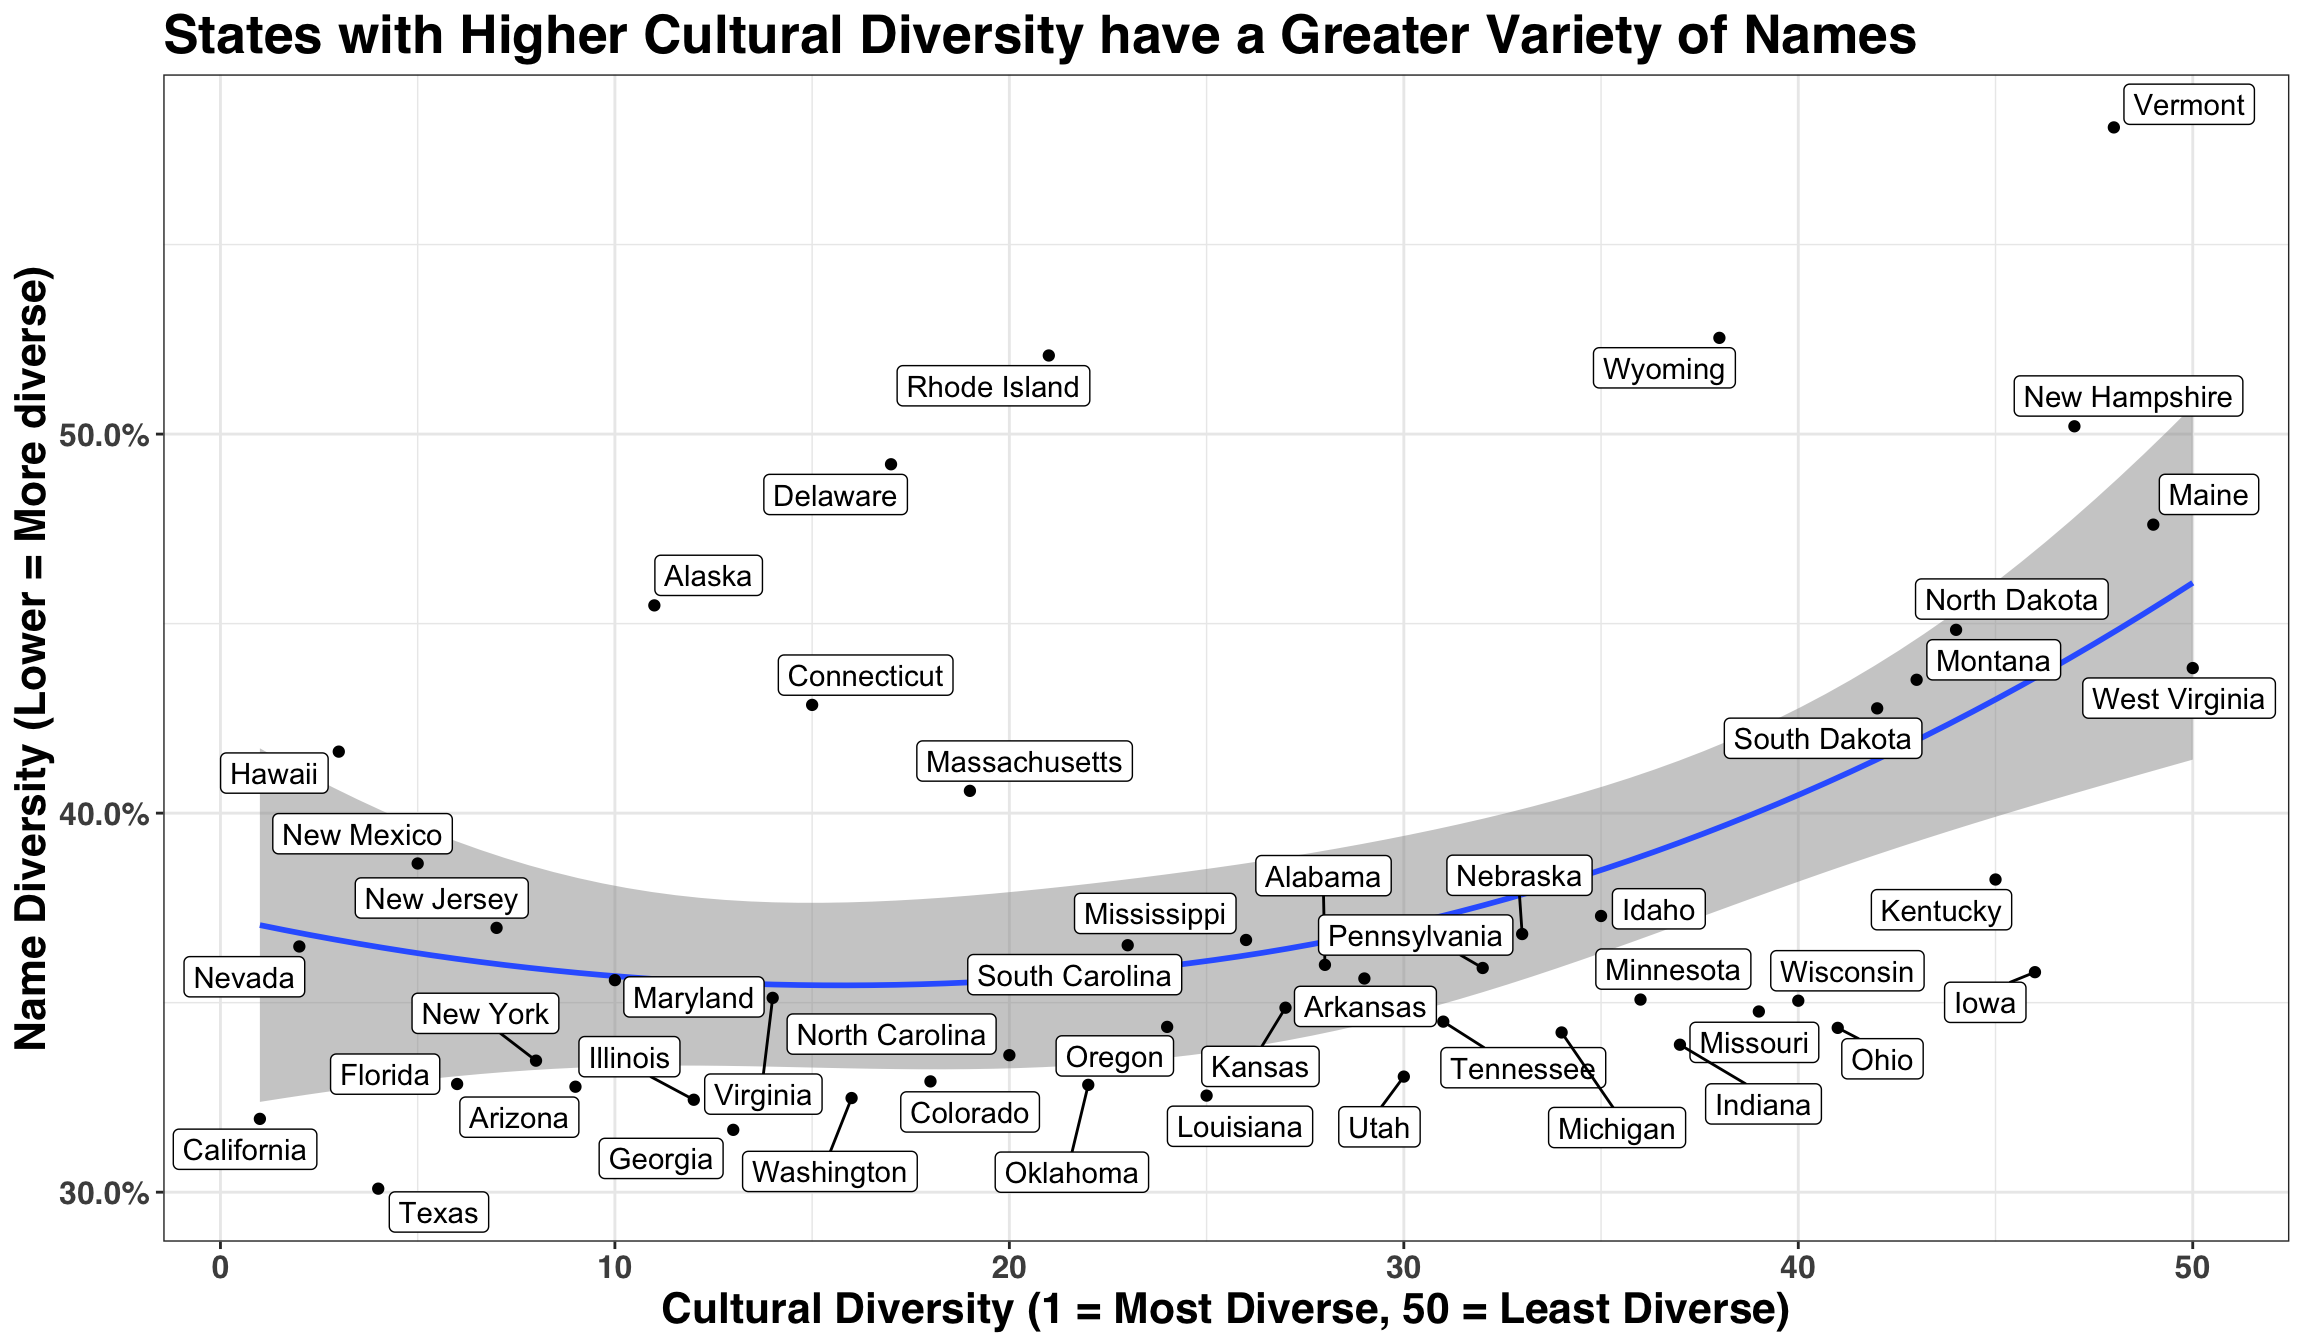 States with Higher Cultural Diversity have a Greater Variety of Names
Name Diversity (Lower = More diverse)
50.0%
40.0%
30.0%
Vermont
Wyoming
Rhode Island
New Hampshire
Delaware
Maine
Alaska
North Dakota
Montana
Connecticut
West Virginia
South Dakota
Massachusetts
Hawaii
New Mexico
Alabama
Nebraska
New Jersey
Mississippi
Idaho
Kentucky
Pennsylvania
Nevada
South Carolina
Minnesota
Wisconsin
Maryland
Iowa
Arkansas
New York
North Carolina
Missouri
Illinois
Oregon
Ohio
Kansas
Tennessee
Florida
Virginia
Indiana
Arizona
Colorado
Louisiana
Utah
Michigan
California
Georgia
Washington
Oklahoma
Texas
0 10 20 30 40 50
Cultural Diversity (1 = Most Diverse, 50 = Least Diverse)